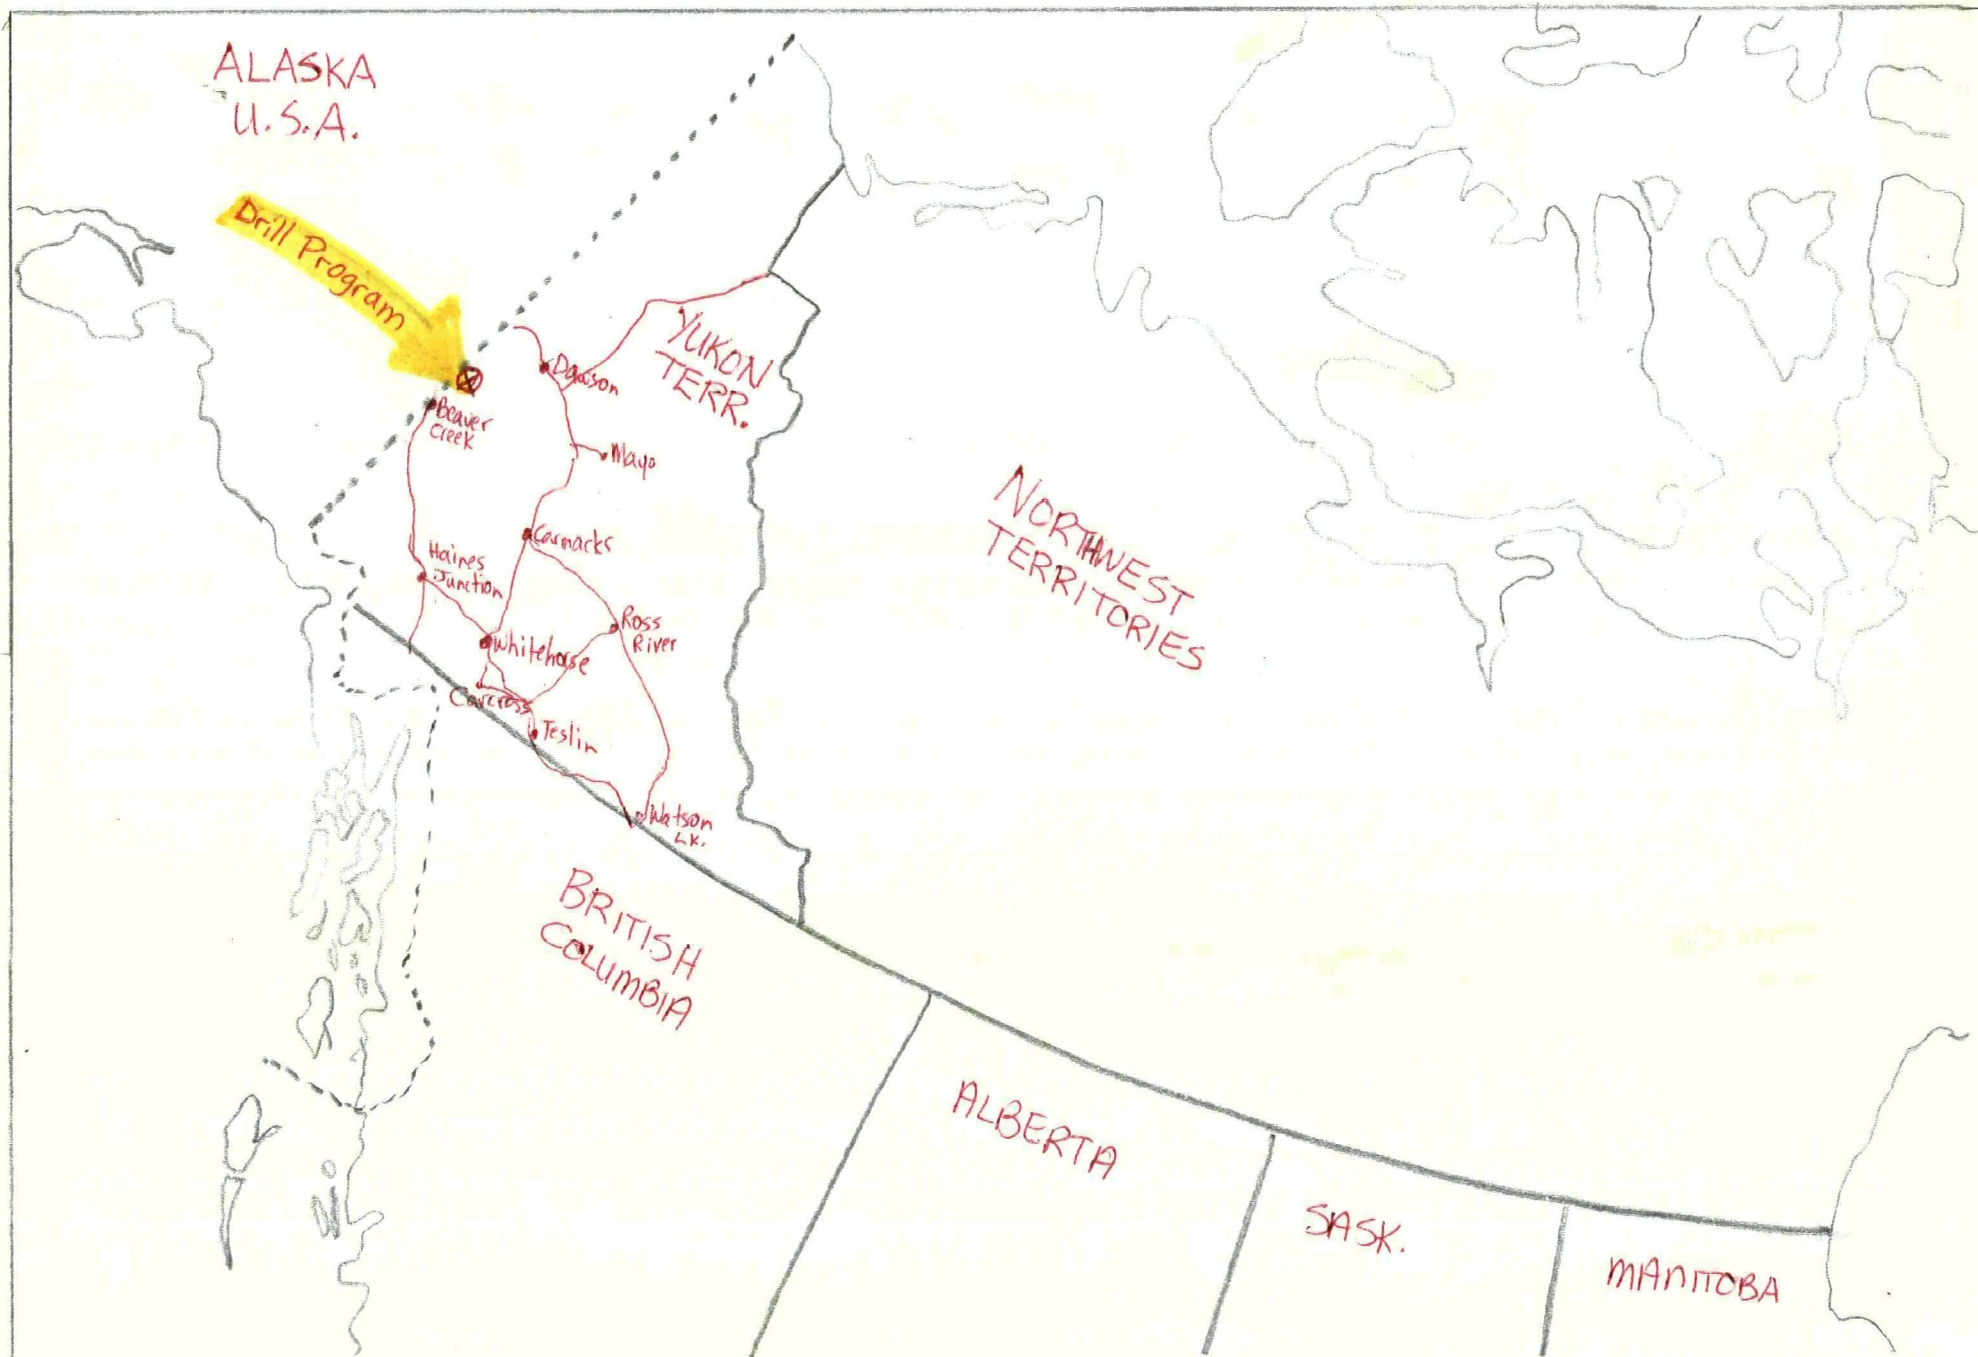 ALASKA
U.S.A.
Drill Program
YUKON
TERR.
Dawson
Beaver
Creek
Mayo
Carmacks
Haines
Junction
Ross
River
Whitehorse
Carcross
Teslin
Watson
LK.
NORTHWEST
TERRITORIES
BRITISH
COLUMBIA
ALBERTA
SASK.
MANITOBA